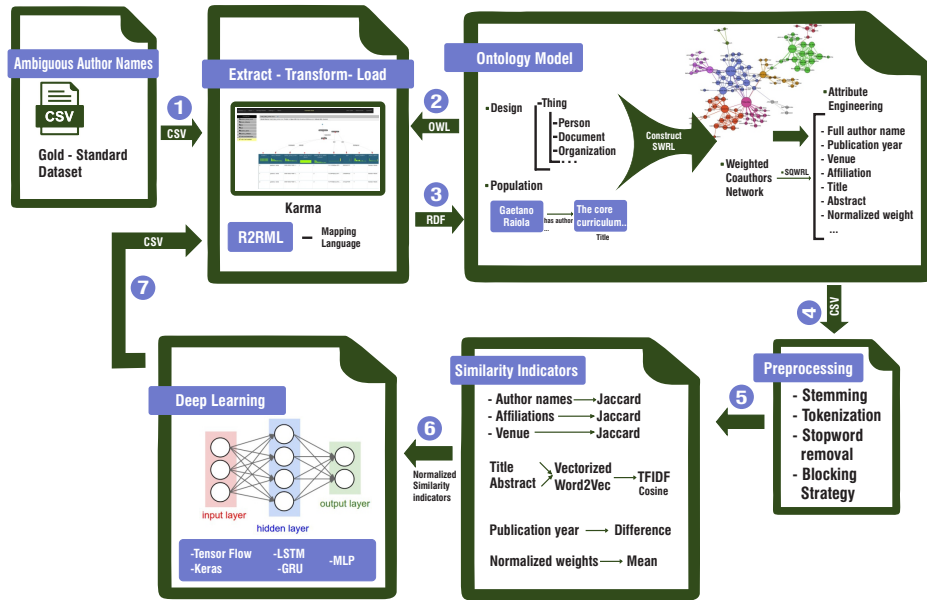 Ambiguous Author Names
CSV
Gold - Standard
Dataset
1
CSV
Extract - Transform- Load
Karma
R2RML
Mapping
Language
2
OWL
3
RDF
Ontology Model
Design
Thing
Person
Document
Organization
. . .
Population
Gaetano
Raiola
has author
...
The core
curriculum..
Title
Construct
SWRL
Weighted
Coauthors
Network
SQWRL
Attribute
Engineering
- Full author name
- Publication year
- Venue
- Affiliation
- Title
- Abstract
- Normalized weight
...
4
CSV
Preprocessing
- Stemming
- Tokenization
- Stopword
removal
- Blocking
Strategy
5
Similarity Indicators
- Author names Jaccard
- Affiliations Jaccard
- Venue Jaccard
Title
Abstract
Vectorized
Word2Vec
TFIDF
Cosine
Publication year Difference
Normalized weights Mean
6
Normalized
Similarity
indicators
Deep Learning
input layer
hidden layer
output layer
-Tensor Flow
-Keras
-LSTM
-GRU
-MLP
7
CSV